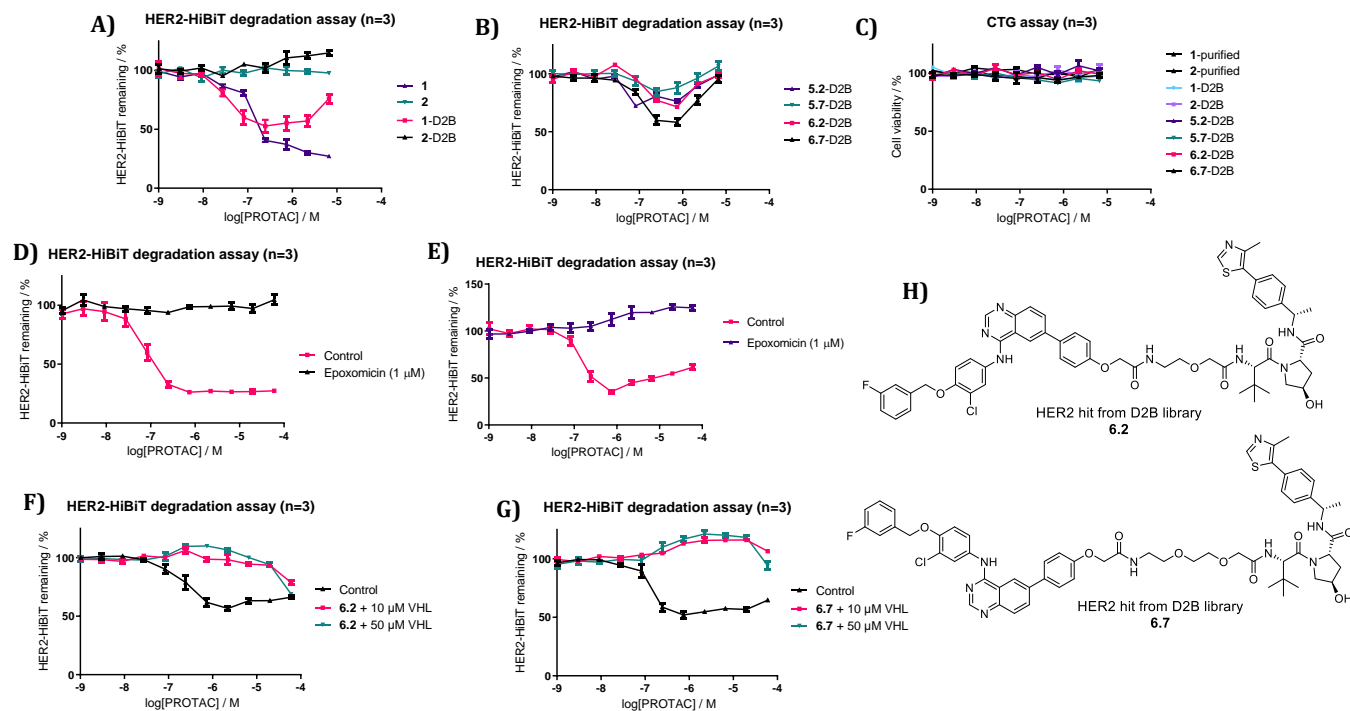 A)
HER2-HiBiT degradation assay (n=3)
HER2-HiBiT remaining / %
100
50
0
-9 -8 -7 -6 -5 -4
log[PROTAC] / M
1
2
1-D2B
2-D2B
B)
HER2-HiBiT degradation assay (n=3)
HER2-HiBiT remaining / %
100
50
0
-9 -8 -7 -6 -5 -4
log[PROTAC] / M
5.2-D2B
5.7-D2B
6.2-D2B
6.7-D2B
C)
CTG assay (n=3)
Cell viability / %
100
50
0
-9 -8 -7 -6 -5 -4
log[PROTAC] / M
1-purified
2-purified
1-D2B
2-D2B
5.2-D2B
5.7-D2B
6.2-D2B
6.7-D2B
D)
HER2-HiBiT degradation assay (n=3)
HER2-HiBiT remaining / %
100
50
0
-9 -8 -7 -6 -5 -4
log[PROTAC] / M
Control
Epoxomicin (1 μM)
E)
HER2-HiBiT degradation assay (n=3)
HER2-HiBiT remaining / %
150
100
50
0
-9 -8 -7 -6 -5 -4
log[PROTAC] / M
Control
Epoxomicin (1 μM)
F)
HER2-HiBiT degradation assay (n=3)
HER2-HiBiT remaining / %
100
50
0
-9 -8 -7 -6 -5 -4
log[PROTAC] / M
Control
6.2 + 10 μM VHL
6.2 + 50 μM VHL
G)
HER2-HiBiT degradation assay (n=3)
HER2-HiBiT remaining / %
100
50
0
-9 -8 -7 -6 -5 -4
log[PROTAC] / M
Control
6.7 + 10 μM VHL
6.7 + 50 μM VHL
H)
N
S
HN
O
N
N
NH
F
O
Cl
O
O
H
N
O
O
H
N
O
N
OH
HER2 hit from D2B library
6.2
N
S
HN
O
F
O
Cl
NH
N
N
O
O
N
H
O
O
O
H
N
O
N
OH
HER2 hit from D2B library
6.7